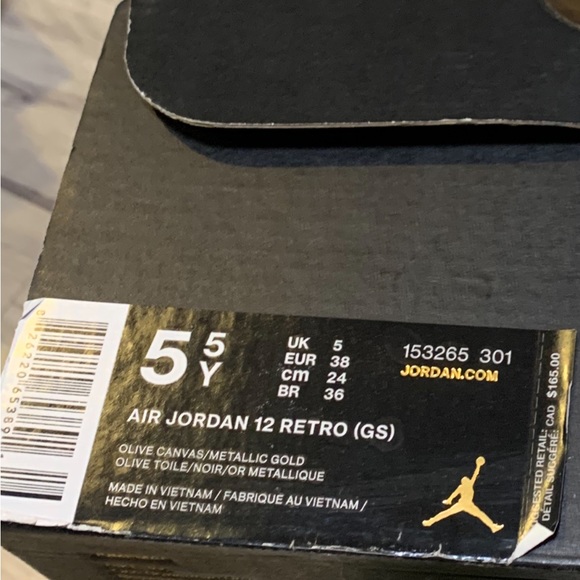 5 5
Y
UK 5
EUR 38
cm 24
BR 36
153265 301
JORDAN.COM
AIR JORDAN 12 RETRO (GS)
OLIVE CANVAS/METALLIC GOLD
OLIVE TOILE/NOIR/OR METALLIQUE
MADE IN VIETNAM / FABRIQUÉ AU VIETNAM /
HECHO EN VIETNAM
SUGGESTED RETAIL:
DÉTAIL SUGGÉRÉ: CAD $165.00